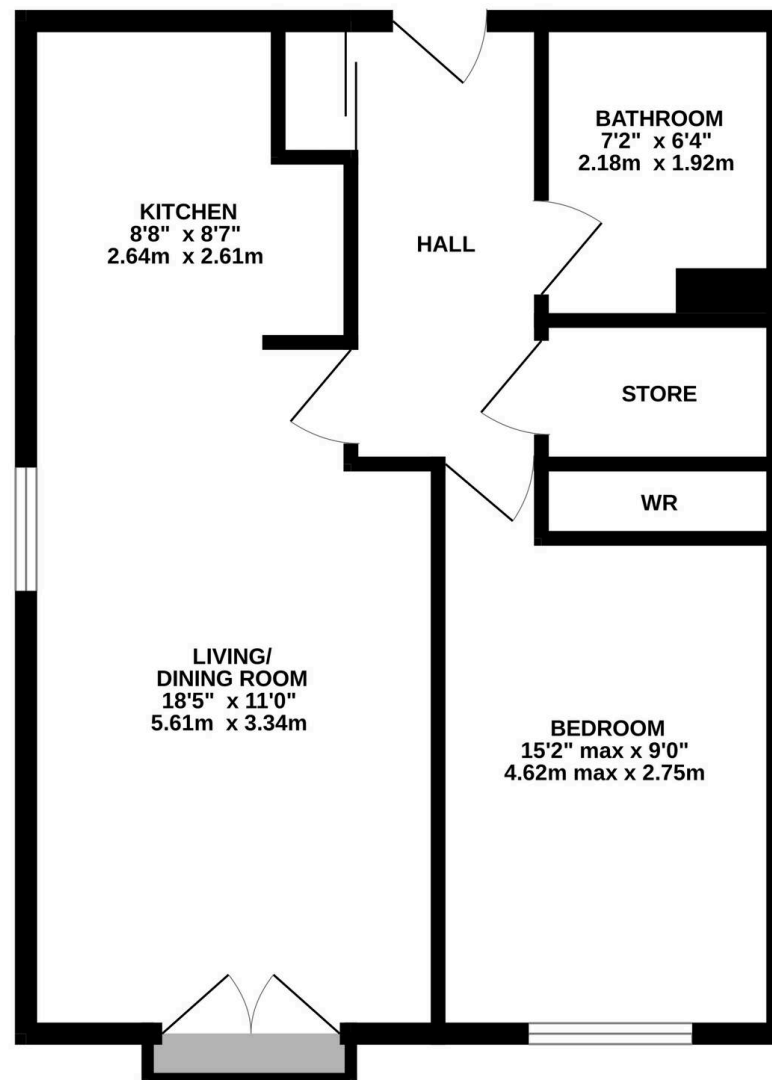 BATHROOM
7'2" x 6'4"
2.18m x 1.92m
KITCHEN
8'8" x 8'7"
2.64m x 2.61m
HALL
STORE
WR
LIVING/
DINING ROOM
18'5" x 11'0"
5.61m x 3.34m
BEDROOM
15'2" max x 9'0"
4.62m max x 2.75m